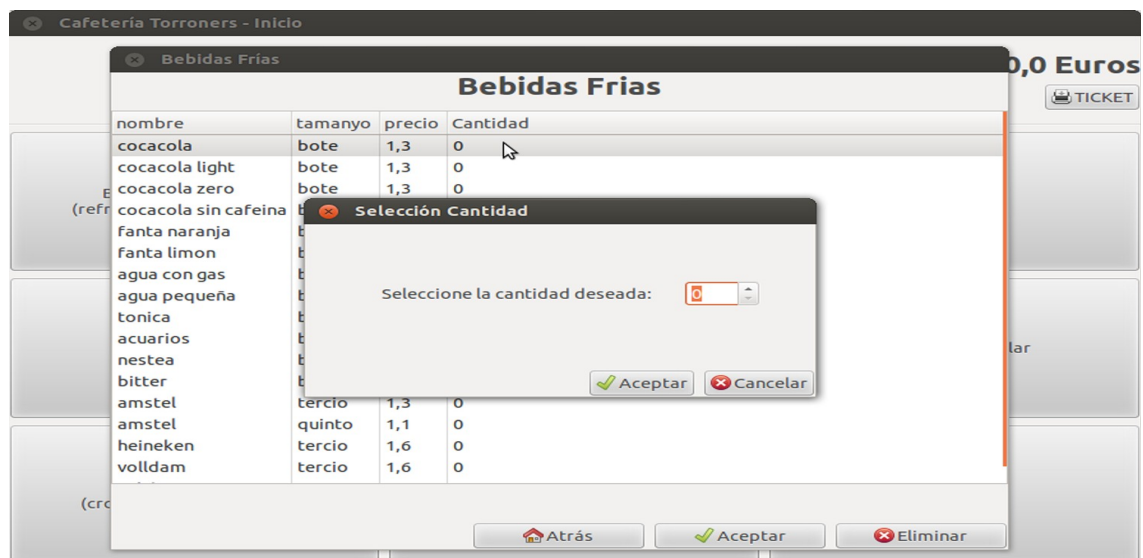 Cafetería Torroners - Inicio
0,0 Euros
TICKET
Bebidas Frías
Bebidas Frias
nombre tamanyo precio Cantidad
cocacola bote 1,3 0
cocacola light bote 1,3 0
cocacola zero bote 1,3 0
cocacola sin cafeina
fanta naranja
fanta limon
agua con gas
agua pequeña
tonica
acuarios
nestea
bitter
amstel tercio 1,3 0
amstel quinto 1,1 0
heineken tercio 1,6 0
volldam tercio 1,6 0
Selección Cantidad
Seleccione la cantidad deseada: 0
Aceptar Cancelar
Atrás Aceptar Eliminar